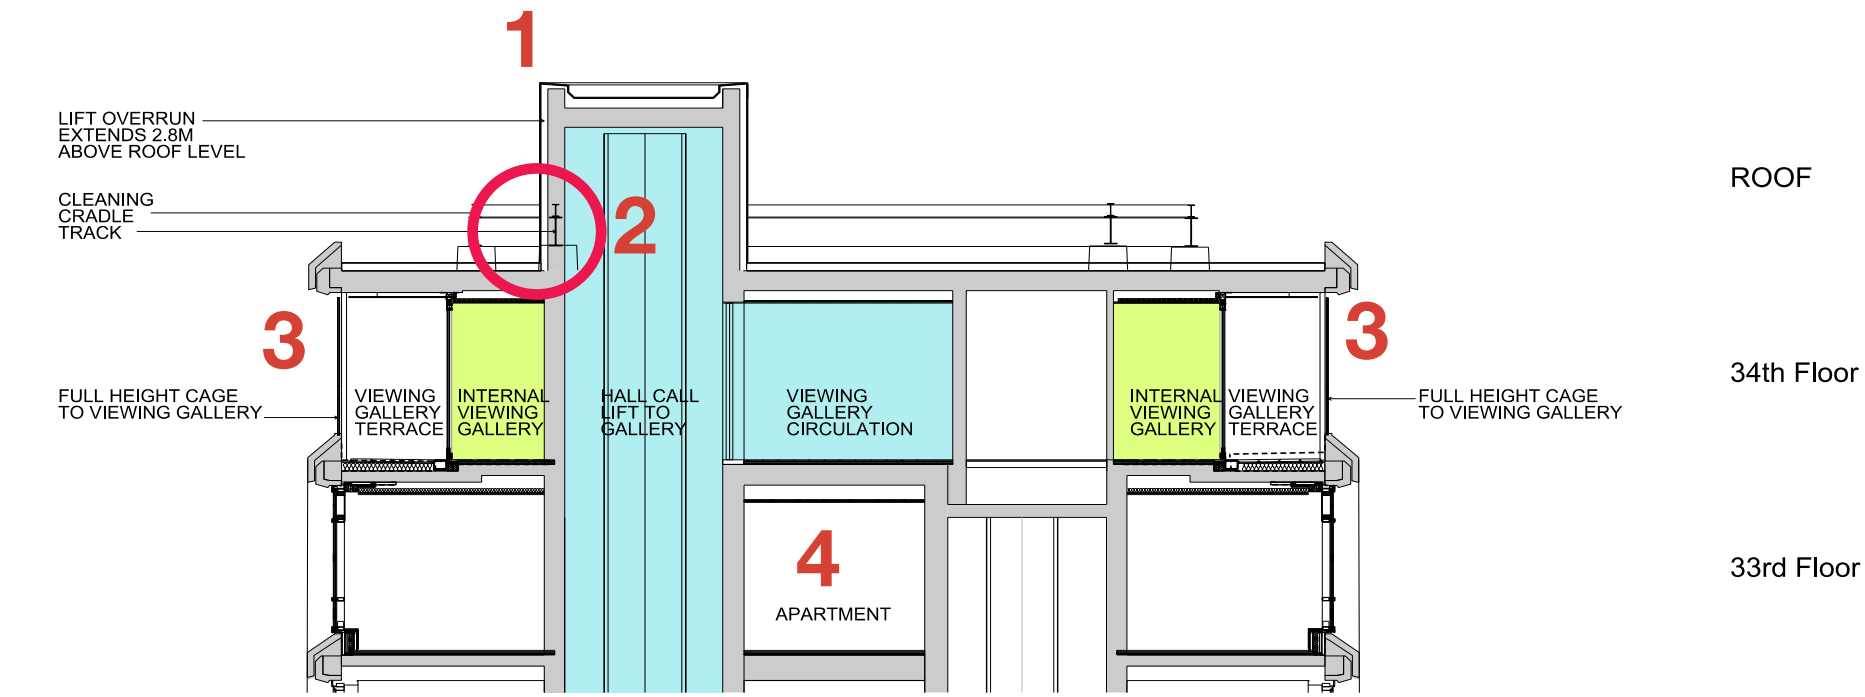 1
LIFT OVERRUN
EXTENDS 2.8M
ABOVE ROOF LEVEL
ROOF
CLEANING
CRADLE
TRACK
2
3
3
34th Floor
FULL HEIGHT CAGE
TO VIEWING GALLERY
VIEWING
GALLERY
TERRACE
INTERNAL
VIEWING
GALLERY
HALL CALL
LIFT TO
GALLERY
VIEWING
GALLERY
CIRCULATION
INTERNAL
VIEWING
GALLERY
VIEWING
GALLERY
TERRACE
FULL HEIGHT CAGE
TO VIEWING GALLERY
4
APARTMENT
33rd Floor